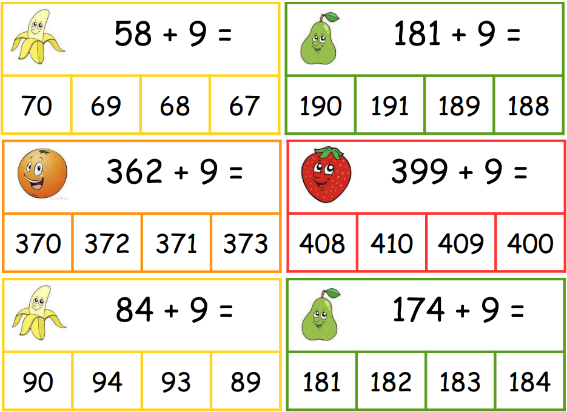 58 + 9 =
70 69 68 67
181 + 9 =
190 191 189 188
362 + 9 =
370 372 371 373
399 + 9 =
408 410 409 400
84 + 9 =
90 94 93 89
174 + 9 =
181 182 183 184